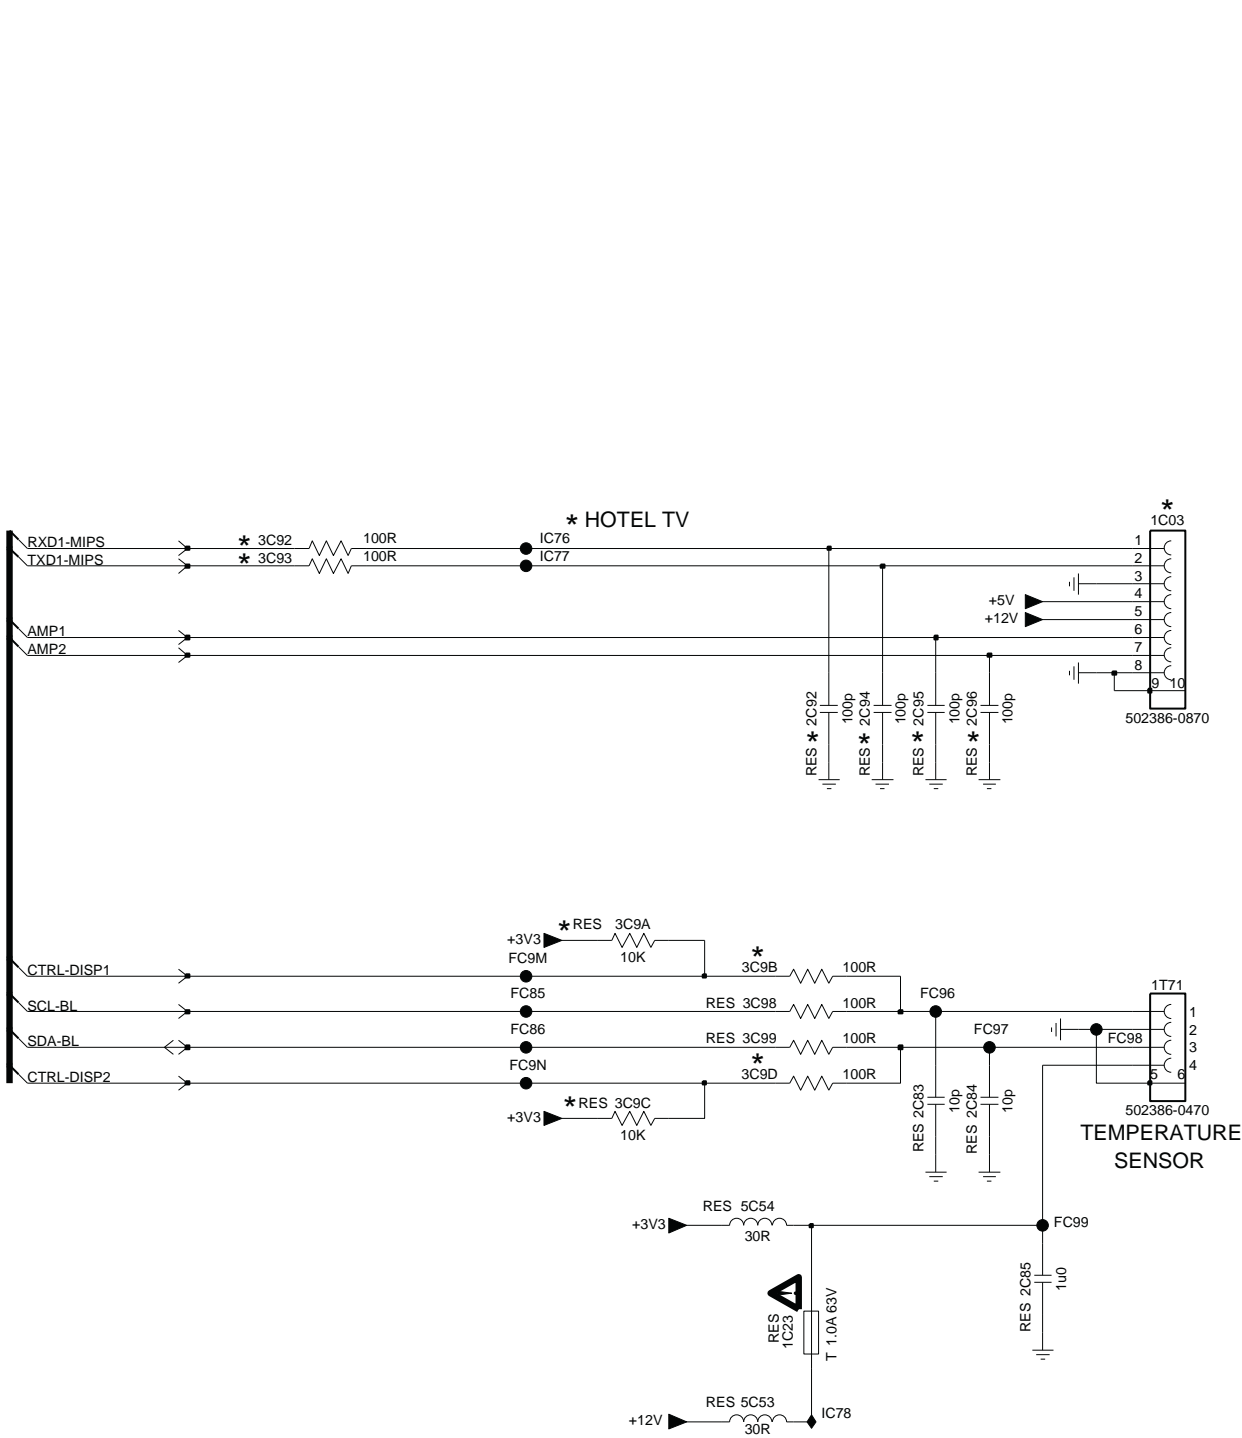 * HOTEL TV
*
1C03
RXD1-MIPS
* 3C92
100R
IC76
1
TXD1-MIPS
* 3C93
100R
IC77
2
3
+5V
4
+12V
5
AMP1
6
AMP2
7
8
9 10
RES * 2C92
100p
RES * 2C94
100p
RES * 2C95
100p
RES * 2C96
100p
502386-0870
* RES 3C9A
+3V3
10K
FC9M
*
CTRL-DISP1
3C9B
100R
1T71
FC85
FC96
SCL-BL
RES 3C98
100R
1
2
FC86
FC97
FC98
SDA-BL
RES 3C99
100R
3
FC9N
*
4
CTRL-DISP2
3C9D
100R
5 6
* RES 3C9C
+3V3
10K
RES 2C83
10p
RES 2C84
10p
502386-0470
TEMPERATURE
SENSOR
RES 5C54
+3V3
30R
FC99
RES 2C85
1u0
RES
1C23
T 1.0A 63V
RES 5C53
+12V
30R
IC78